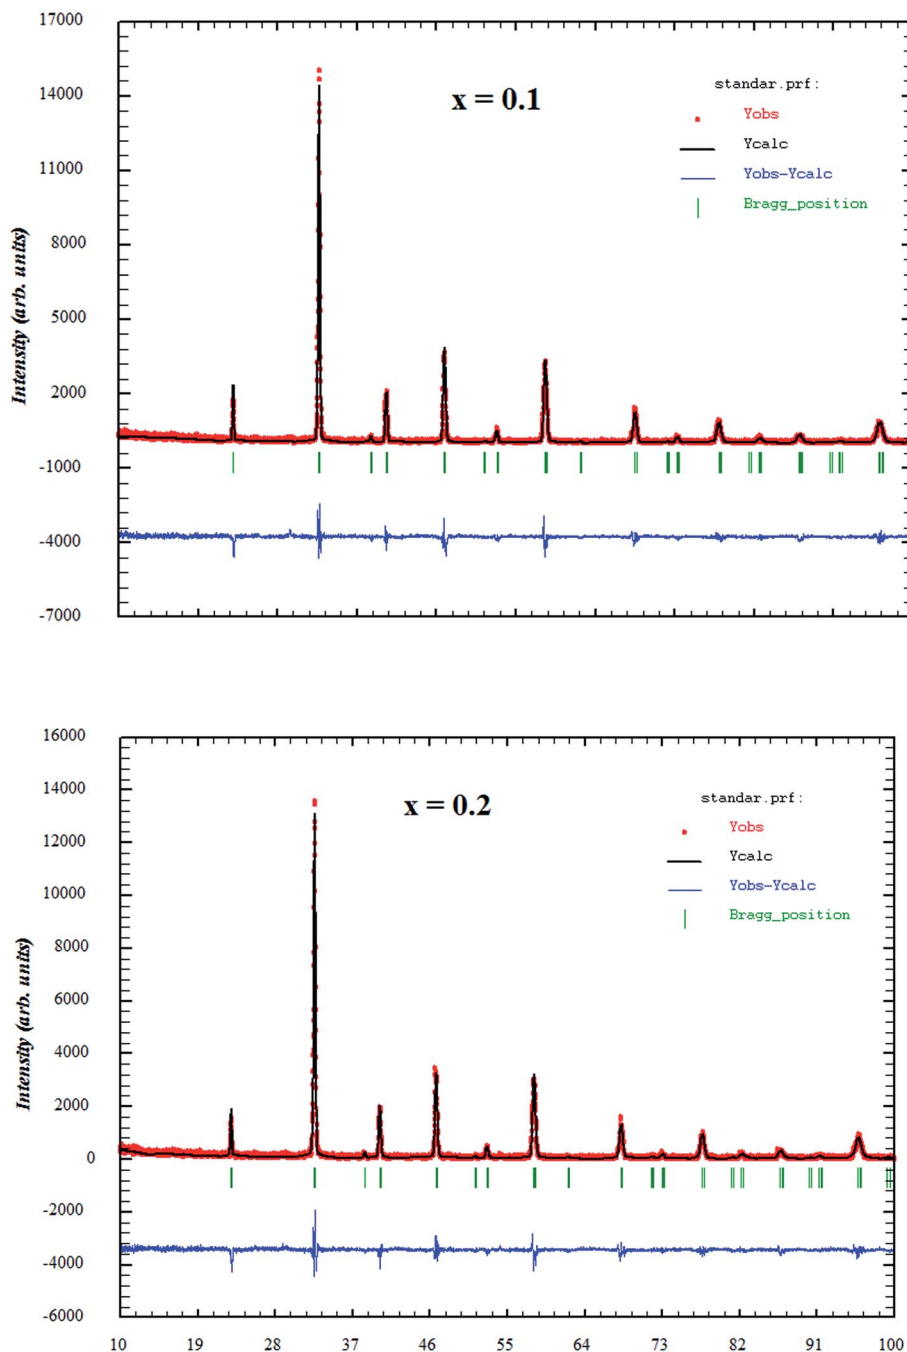 17000
14000
11000
8000
5000
2000
-1000
-4000
-7000
Intensity (arb. units)
x = 0.1
standar.prf:
Yobs
Ycalc
Yobs-Ycalc
Bragg_position
16000
14000
12000
10000
8000
6000
4000
2000
0
-2000
-4000
-6000
Intensity (arb. units)
x = 0.2
standar.prf:
Yobs
Ycalc
Yobs-Ycalc
Bragg_position
10 19 28 37 46 55 64 73 82 91 100